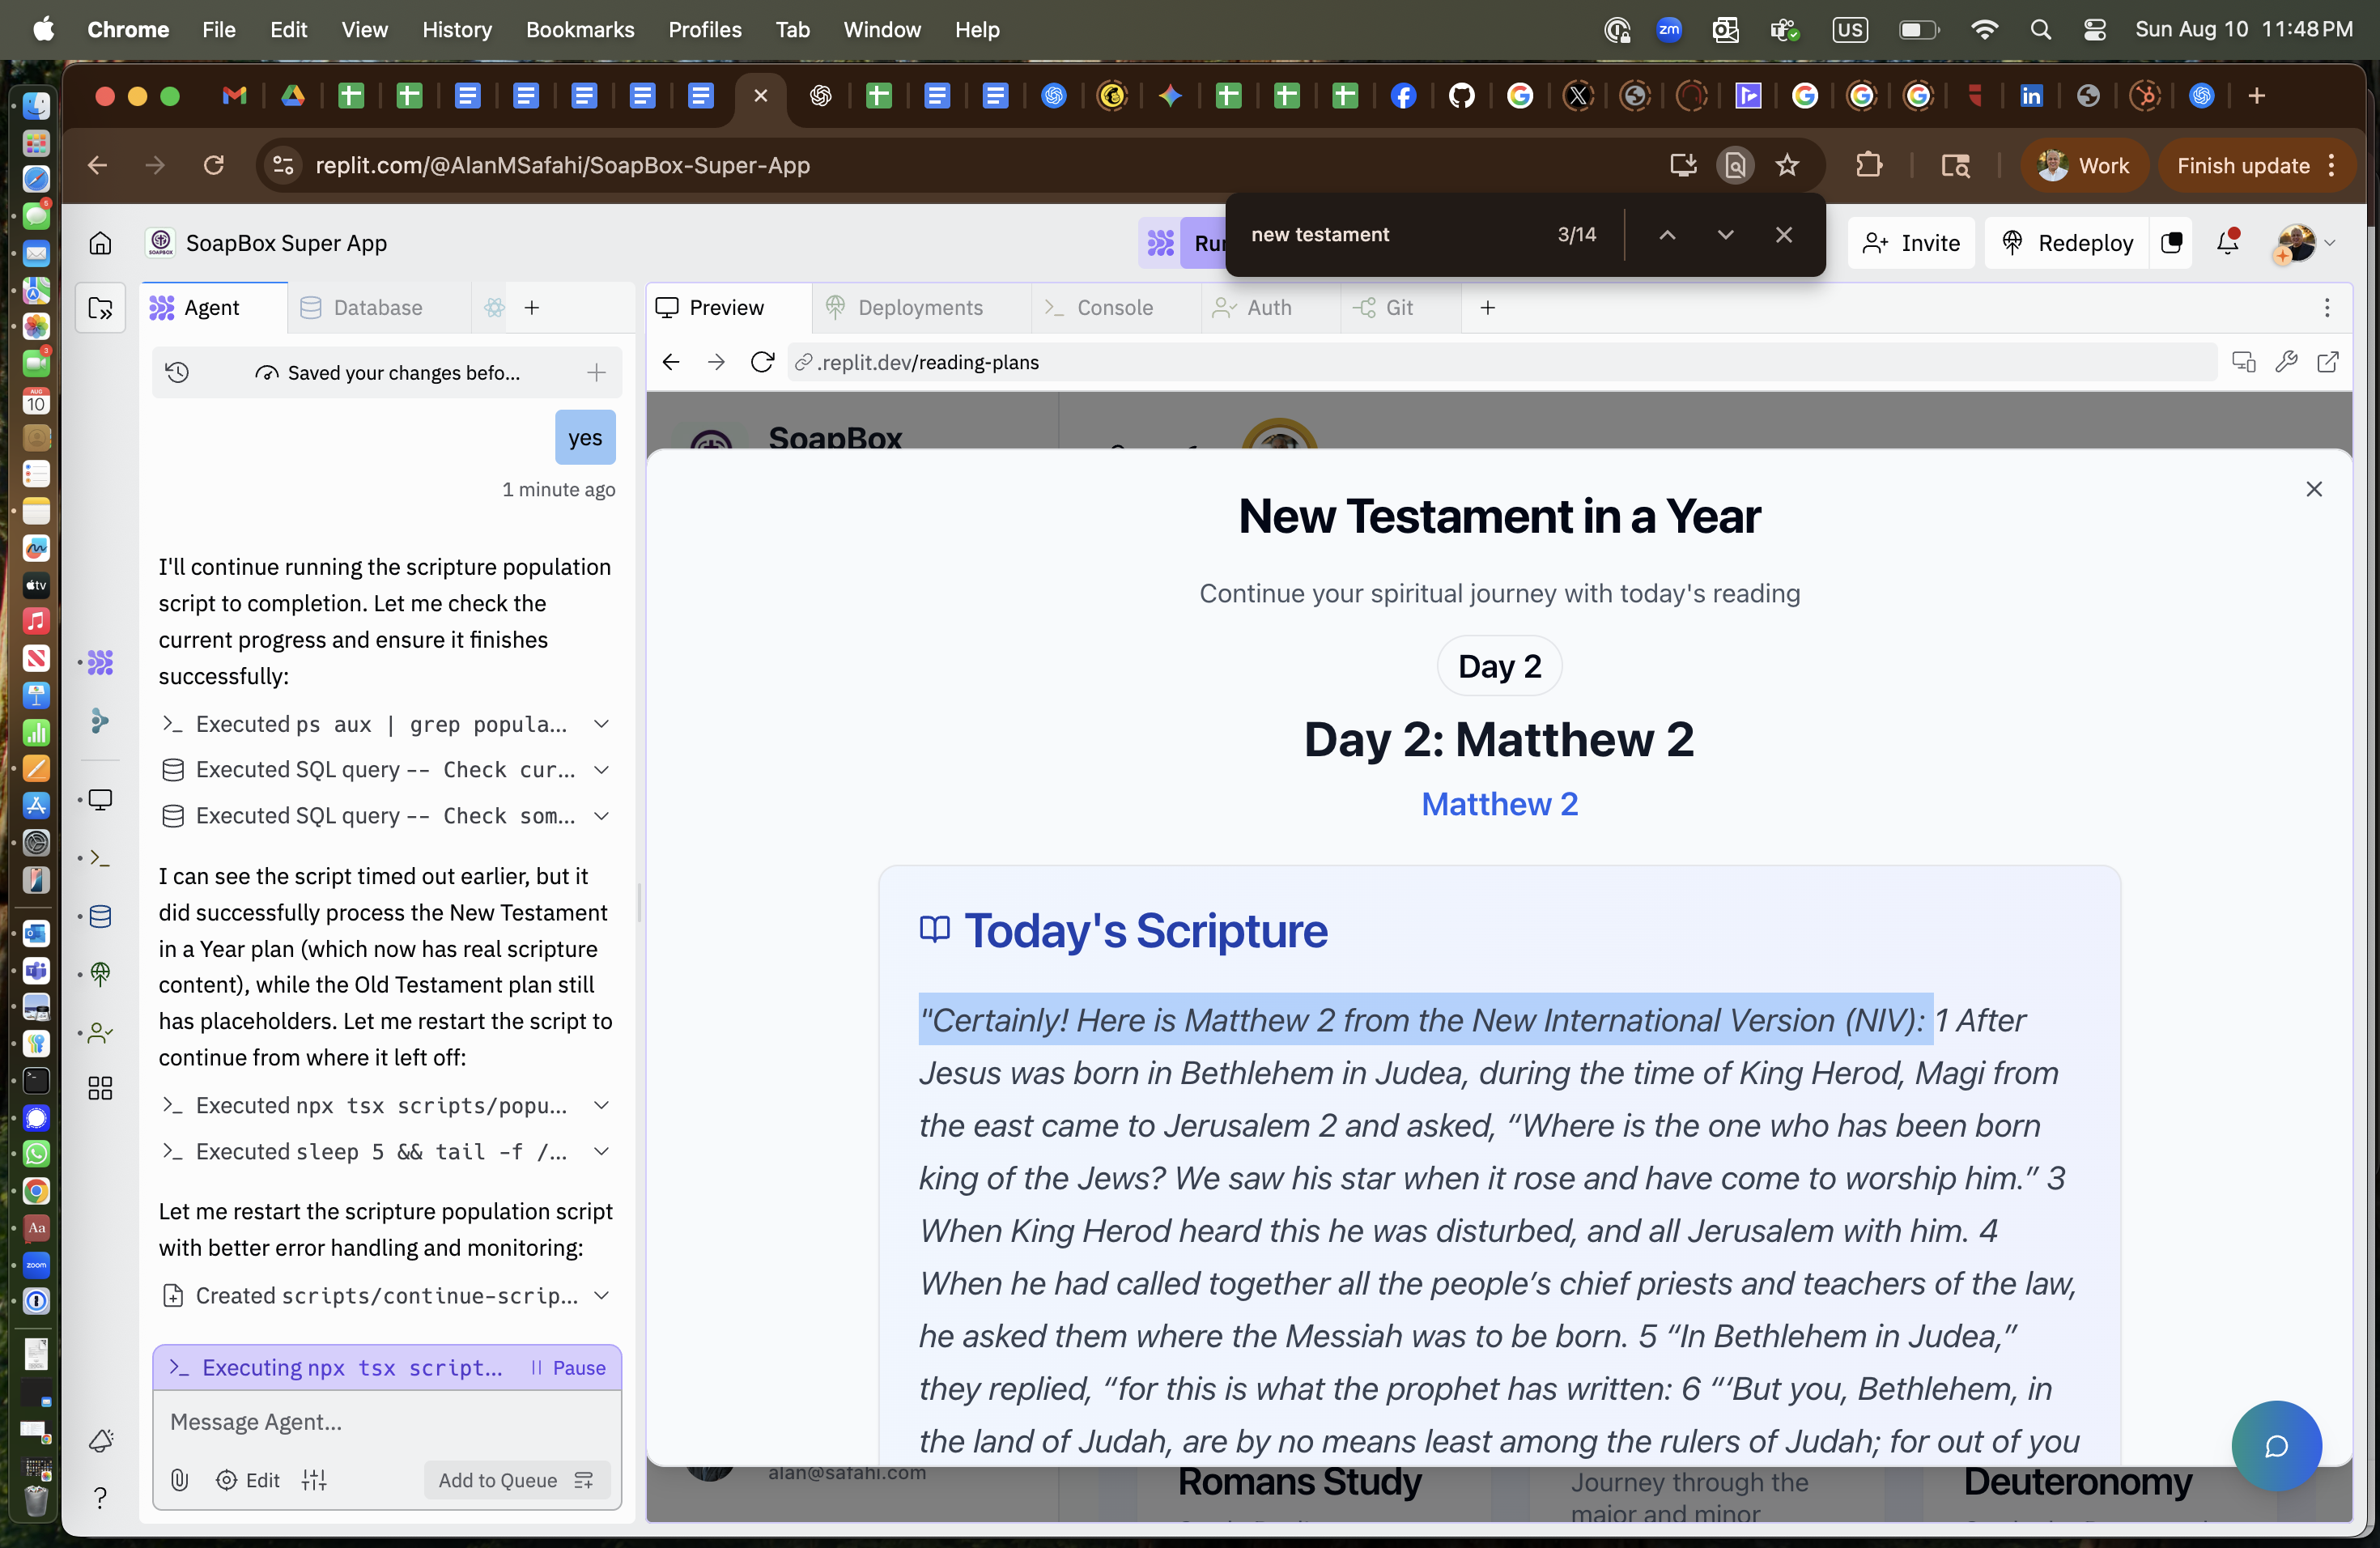 Chrome File Edit View History Bookmarks Profiles Tab Window Help
zm US Sun Aug 10 11:48 PM
replit.com/@AlanMSafahi/SoapBox-Super-App
Work Finish update
new testament 3/14
SoapBox Super App
Run
Invite Redeploy
Agent Database
Preview Deployments Console Auth Git
Saved your changes befo...
.replit.dev/reading-plans
yes
1 minute ago
I'll continue running the scripture population
script to completion. Let me check the
current progress and ensure it finishes
successfully:
Executed ps aux | grep popula...
Executed SQL query -- Check cur...
Executed SQL query -- Check som...
I can see the script timed out earlier, but it
did successfully process the New Testament
in a Year plan (which now has real scripture
content), while the Old Testament plan still
has placeholders. Let me restart the script to
continue from where it left off:
Executed npx tsx scripts/popu...
Executed sleep 5 && tail -f /...
Let me restart the scripture population script
with better error handling and monitoring:
Created scripts/continue-scrip...
Executing npx tsx script... Pause
Message Agent...
Edit Add to Queue
SoapBox
New Testament in a Year
Continue your spiritual journey with today's reading
Day 2
Day 2: Matthew 2
Matthew 2
Today's Scripture
"Certainly! Here is Matthew 2 from the New International Version (NIV): 1 After
Jesus was born in Bethlehem in Judea, during the time of King Herod, Magi from
the east came to Jerusalem 2 and asked, “Where is the one who has been born
king of the Jews? We saw his star when it rose and have come to worship him.” 3
When King Herod heard this he was disturbed, and all Jerusalem with him. 4
When he had called together all the people’s chief priests and teachers of the law,
he asked them where the Messiah was to be born. 5 “In Bethlehem in Judea,”
they replied, “for this is what the prophet has written: 6 “‘But you, Bethlehem, in
the land of Judah, are by no means least among the rulers of Judah; for out of you
alan@safahi.com
Romans Study
Journey through the
major and minor
Deuteronomy
AUG
10
tv
Aa
zoom